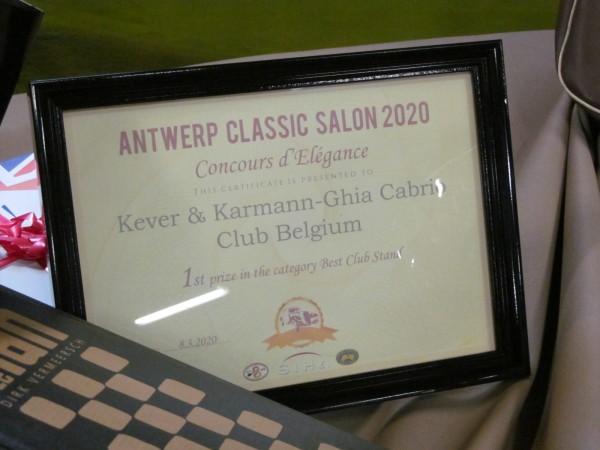 ANTWERP CLASSIC SALON 2020
Concours d'Elégance
THIS CERTIFICATE IS PRESENTED TO
Kever & Karmann-Ghia Cabrio
Club Belgium
1st prize in the category Best Club Stand
8.3.2020
SIHA
DIRK VERMEERSCH